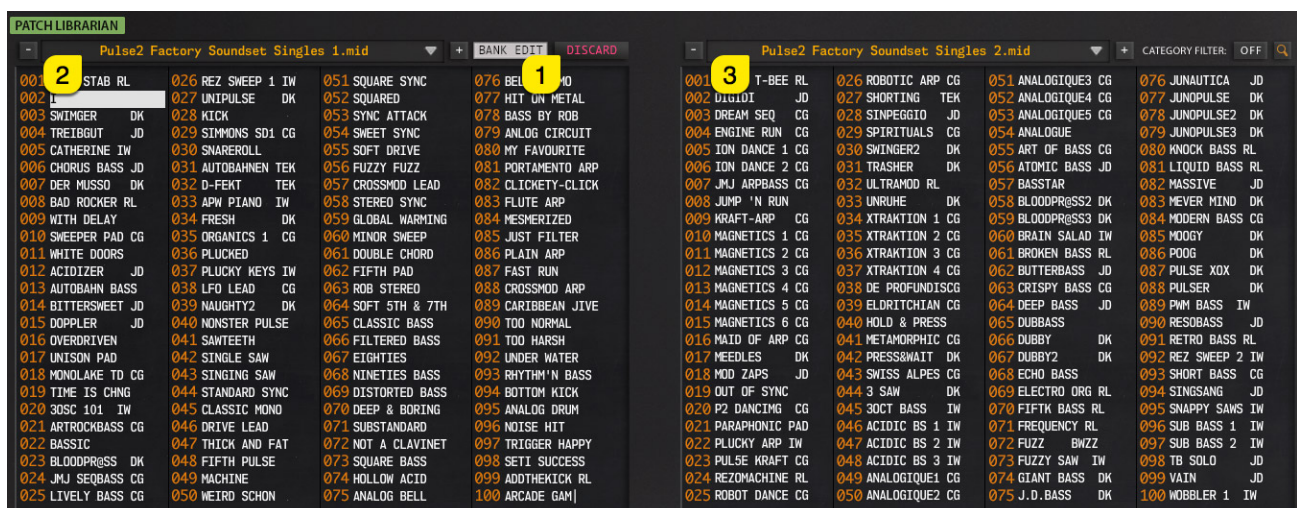 PATCH LIBRARIAN
- Pulse2 Factory Soundset Singles 1.mid + BANK EDIT DISCARD
2
1
001 STAB RL
002
003 SWIMGER DK
004 TREIBGUT JD
005 CATHERINE IW
006 CHORUS BASS JD
007 DER MUSSO DK
008 BAD ROCKER RL
009 WITH DELAY
010 SWEEPER PAD CG
011 WHITE DOORS
012 ACIDIZER JD
013 AUTOBAHN BASS
014 BITTERSWEET JD
015 DOPPLER JD
016 OVERDRIVEN
017 UNISON PAD
018 MONOLAKE TD CG
019 TIME IS CHNG
020 3OSC 101 IW
021 ARTROCKBASS CG
022 BASSIC
023 BLOODPR@SS DK
024 JMJ SEQBASS CG
025 LIVELY BASS CG
026 REZ SWEEP 1 IW
027 UNIPULSE DK
028 KICK
029 SIMMONS SD1 CG
030 SNAREROLL
031 AUTOBAHNEN TEK
032 D-FEKT TEK
033 APW PIANO IW
034 FRESH DK
035 ORGANICS 1 CG
036 PLUCKED
037 PLUCKY KEYS IW
038 LFO LEAD CG
039 NAUGHTY2 DK
040 NONSTER PULSE
041 SAWTEETH
042 SINGLE SAW
043 SINGING SAW
044 STANDARD SYNC
045 CLASSIC MONO
046 DRIVE LEAD
047 THICK AND FAT
048 FIFTH PULSE
049 MACHINE
050 WEIRD SCHON
051 SQUARE SYNC
052 SQUARED
053 SYNC ATTACK
054 SWEET SYNC
055 SOFT DRIVE
056 FUZZY FUZZ
057 CROSSMOD LEAD
058 STEREO SYNC
059 GLOBAL WARMING
060 MINOR SWEEP
061 DOUBLE CHORD
062 FIFTH PAD
063 ROB STEREO
064 SOFT 5TH & 7TH
065 CLASSIC BASS
066 FILTERED BASS
067 EIGHTIES
068 NINETIES BASS
069 DISTORTED BASS
070 DEEP & BORING
071 SUBSTANDARD
072 NOT A CLAVINET
073 SQUARE BASS
074 HOLLOW ACID
075 ANALOG BELL
076
077 HIT ON METAL
078 BASS BY ROB
079 ANLOG CIRCUIT
080 MY FAVOURITE
081 PORTAMENTO ARP
082 CLICKETY-CLICK
083 FLUTE ARP
084 MESMERIZED
085 JUST FILTER
086 PLAIN ARP
087 FAST RUN
088 CROSSMOD ARP
089 CARIBBEAN JIVE
090 TOO NORMAL
091 TOO HARSH
092 UNDER WATER
093 RHYTHM'N BASS
094 BOTTOM KICK
095 ANALOG DRUM
096 NOISE HIT
097 TRIGGER HAPPY
098 SETI SUCCESS
099 ADDTHEKICK RL
100 ARCADE GAM
- Pulse2 Factory Soundset Singles 2.mid + CATEGORY FILTER: OFF
3
001 T-BEE RL
002 DIGIDI JD
003 DREAM SEQ CG
004 ENGINE RUN CG
005 ION DANCE 1 CG
006 ION DANCE 2 CG
007 JMJ ARPBASS CG
008 JUMP 'N RUN
009 KRAFT-ARP CG
010 MAGNETICS 1 CG
011 MAGNETICS 2 CG
012 MAGNETICS 3 CG
013 MAGNETICS 4 CG
014 MAGNETICS 5 CG
015 MAGNETICS 6 CG
016 MAID OF ARP CG
017 MEEDLES DK
018 MOD ZAPS JD
019 OUT OF SYNC
020 P2 DANCIMG CG
021 PARAPHONIC PAD
022 PLUCKY ARP IW
023 PUL5E KRAFT CG
024 REZOMACHINE RL
025 ROBOT DANCE CG
026 ROBOTIC ARP CG
027 SHORTING TEK
028 SINPEGGIO JD
029 SPIRITUALS CG
030 SWINGER2 DK
031 TRASHER DK
032 ULTRAMOD RL
033 UNRUHE DK
034 XTRAKTION 1 CG
035 XTRAKTION 2 CG
036 XTRAKTION 3 CG
037 XTRAKTION 4 CG
038 DE PROFUNDISCG
039 ELDRITCHIAN CG
040 HOLD & PRESS
041 METAMORPHIC CG
042 PRESS&WAIT DK
043 SWISS ALPES CG
044 3 SAW DK
045 3OCT BASS IW
046 ACIDIC BS 1 IW
047 ACIDIC BS 2 IW
048 ACIDIC BS 3 IW
049 ANALOGIQUE1 CG
050 ANALOGIQUE2 CG
051 ANALOGIQUE3 CG
052 ANALOGIQUE4 CG
053 ANALOGIQUE5 CG
054 ANALOGUE
055 ART OF BASS CG
056 ATOMIC BASS JD
057 BASSTAR
058 BLOODPR@SS2 DK
059 BLOODPR@SS3 DK
060 BRAIN SALAD IW
061 BROKEN BASS RL
062 BUTTERBASS JD
063 CRISPY BASS CG
064 DEEP BASS JD
065 DUBBASS
066 DUBBY DK
067 DUBBY2 DK
068 ECHO BASS
069 ELECTRO ORG RL
070 FIFTK BASS RL
071 FREQUENCY RL
072 FUZZ BWZZ
073 FUZZY SAW IW
074 GIANT BASS DK
075 J.D.BASS DK
076 JUNAUTICA JD
077 JUNOPULSE DK
078 JUNOPULSE2 DK
079 JUNOPULSE3 DK
080 KNOCK BASS RL
081 LIQUID BASS RL
082 MASSIVE JD
083 MEVER MIND DK
084 MODERN BASS CG
085 MOOGY DK
086 POOG DK
087 PULSE XOX DK
088 PULSER DK
089 PWM BASS IW
090 RESOBASS JD
091 RETRO BASS RL
092 REZ SWEEP 2 IW
093 SHORT BASS CG
094 SINGSANG JD
095 SNAPPY SAWS IW
096 SUB BASS 1 IW
097 SUB BASS 2 IW
098 TB SOLO JD
099 VAIN JD
100 WOBBLER 1 IW